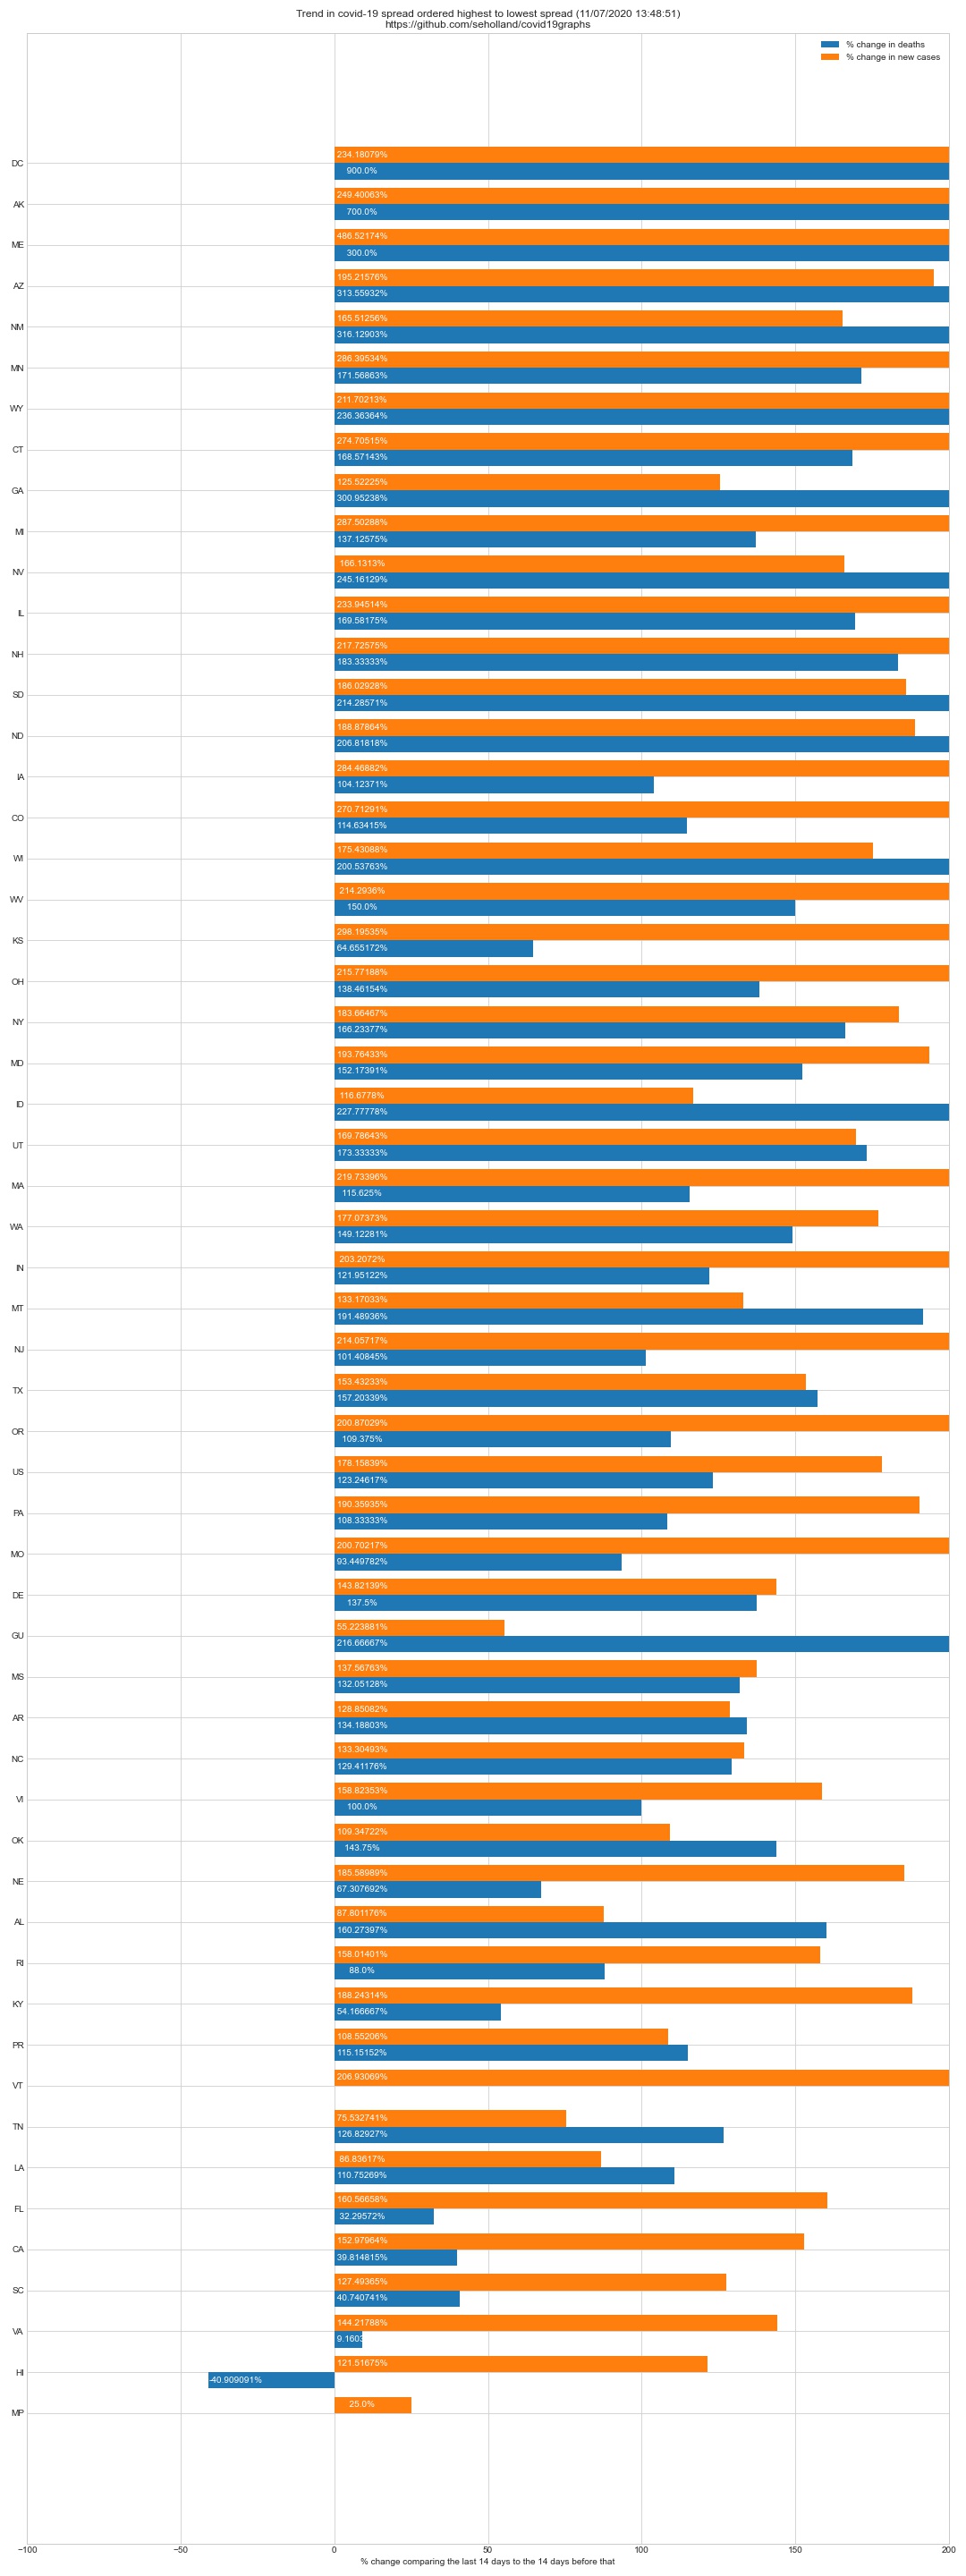 Trend in covid-19 spread ordered highest to lowest spread (11/07/2020 13:48:51)
https://github.com/seholland/covid19graphs
% change in deaths
% change in new cases
234.18079%
DC
900.0%
249.40063%
AK
700.0%
486.52174%
ME
300.0%
195.21576%
AZ
313.55932%
165.51256%
NM
316.12903%
286.39534%
MN
171.56863%
211.70213%
WY
236.36364%
274.70515%
CT
168.57143%
125.52225%
GA
300.95238%
287.50288%
MI
137.12575%
166.1313%
NV
245.16129%
233.94514%
IL
169.58175%
217.72575%
NH
183.33333%
186.02928%
SD
214.28571%
188.87864%
ND
206.81818%
284.46882%
IA
104.12371%
270.71291%
CO
114.63415%
175.43088%
WI
200.53763%
214.2936%
WV
150.0%
298.19535%
KS
64.655172%
215.77188%
OH
138.46154%
183.66467%
NY
166.23377%
193.76433%
MD
152.17391%
116.6778%
ID
227.77778%
169.78643%
UT
173.33333%
219.73396%
MA
115.625%
177.07373%
WA
149.12281%
203.2072%
IN
121.95122%
133.17033%
MT
191.48936%
214.05717%
NJ
101.40845%
153.43233%
TX
157.20339%
200.87029%
OR
109.375%
178.15839%
US
123.24617%
190.35935%
PA
108.33333%
200.70217%
MO
93.449782%
143.82139%
DE
137.5%
55.223881%
GU
216.66667%
137.56763%
MS
132.05128%
128.85082%
AR
134.18803%
133.30493%
NC
129.41176%
158.82353%
VI
100.0%
109.34722%
OK
143.75%
185.58989%
NE
67.307692%
87.801176%
AL
160.27397%
158.01401%
RI
88.0%
188.24314%
KY
54.166667%
108.55206%
PR
115.15152%
206.93069%
VT
75.532741%
TN
126.82927%
86.83617%
LA
110.75269%
160.56658%
FL
32.29572%
152.97964%
CA
39.814815%
127.49365%
SC
40.740741%
144.21788%
VA
121.51675%
HI
-40.909091%
25.0%
MP
−100 −50 0 50 100 150 200
% change comparing the last 14 days to the 14 days before that